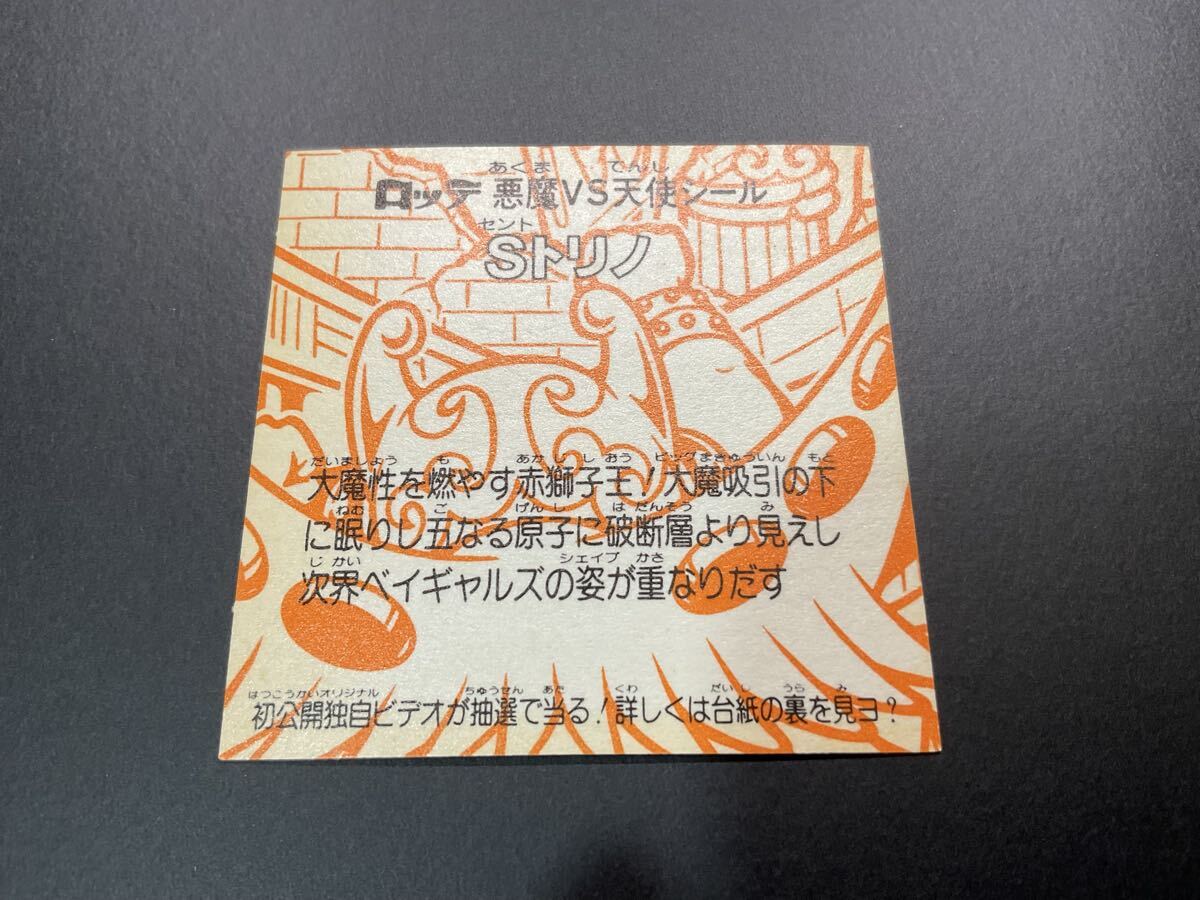 あくま てんし
ロッテ 悪魔VS天使シール
セント
Sトリノ
だいましょう も あかししおう ビッグまきゅういん もと
大魔性を燃やす赤獅子王!大魔吸引の下
ねむ ご げんし はだんそう み
に眠りし五なる原子に破断層より見えし
じかい シェイプ かさ
次界ベイギャルズの姿が重なりだす
はつこうかいオリジナル ちゅうせん あた くわ だいし うら み
初公開独自ビデオが抽選で当る!詳しくは台紙の裏を見ヨ?